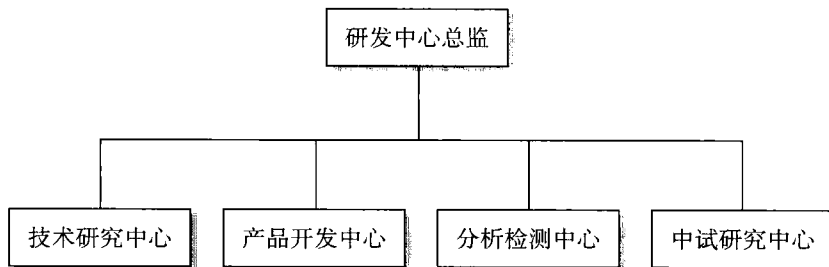 研发中心总监
技术研究中心
产品开发中心
分析检测中心
中试研究中心